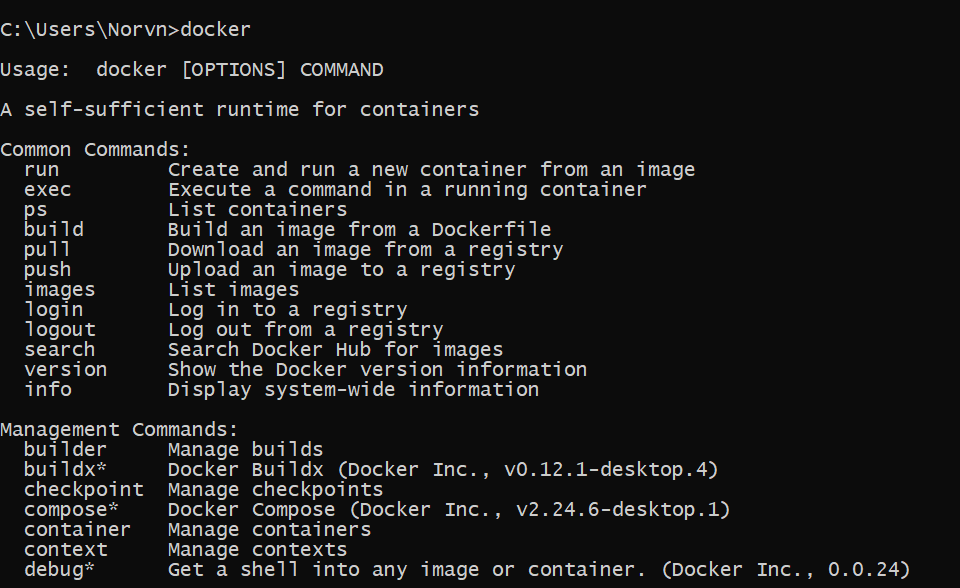 C:\Users\Norvn>docker
Usage:  docker [OPTIONS] COMMAND
A self-sufficient runtime for containers
Common Commands:
  run         Create and run a new container from an image
  exec        Execute a command in a running container
  ps          List containers
  build       Build an image from a Dockerfile
  pull        Download an image from a registry
  push        Upload an image to a registry
  images      List images
  login       Log in to a registry
  logout      Log out from a registry
  search      Search Docker Hub for images
  version     Show the Docker version information
  info        Display system-wide information
Management Commands:
  builder     Manage builds
  buildx*     Docker Buildx (Docker Inc., v0.12.1-desktop.4)
  checkpoint  Manage checkpoints
  compose*    Docker Compose (Docker Inc., v2.24.6-desktop.1)
  container   Manage containers
  context     Manage contexts
  debug*      Get a shell into any image or container. (Docker Inc., 0.0.24)